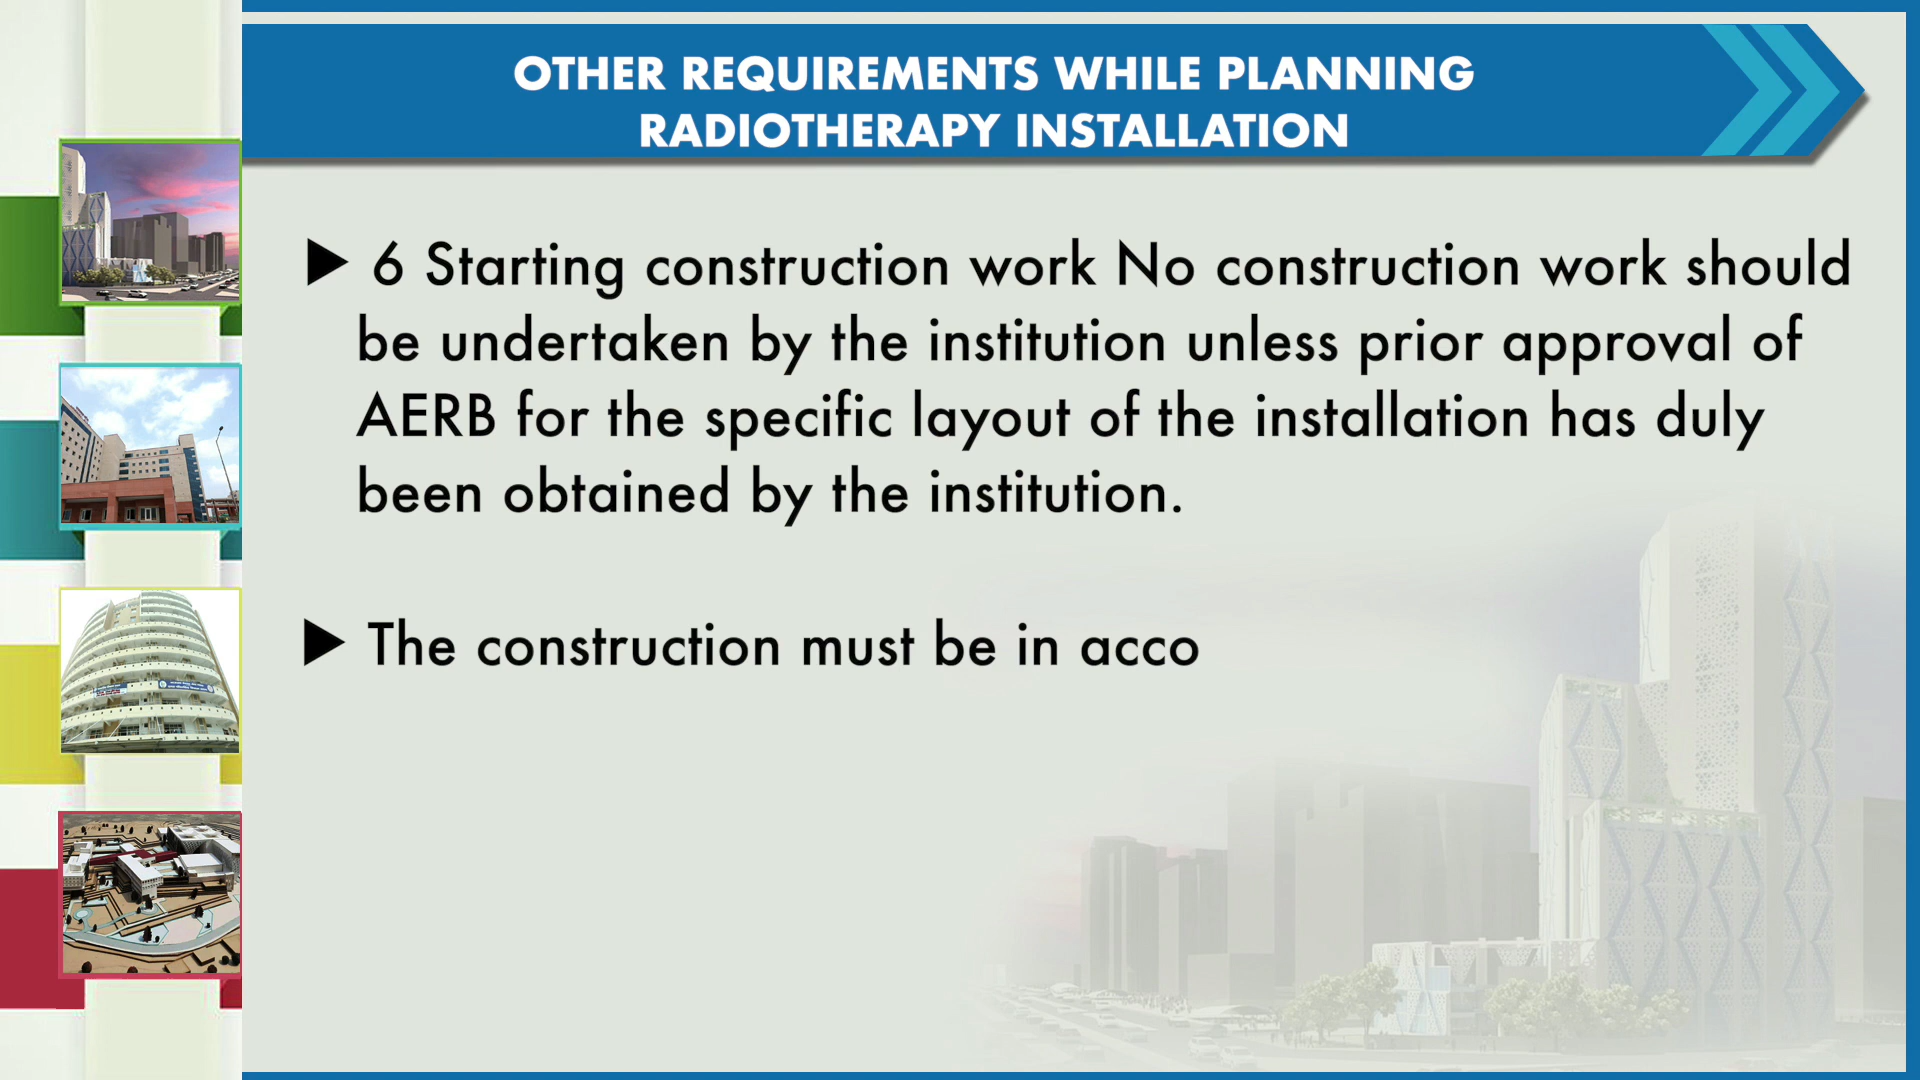 OTHER REQUIREMENTS WHILE PLANNING
RADIOTHERAPY INSTALLATION
▶ 6 Starting construction work No construction work should
be undertaken by the institution unless prior approval of
AERB for the specific layout of the installation has duly
been obtained by the institution.
▶ The construction must be in acco